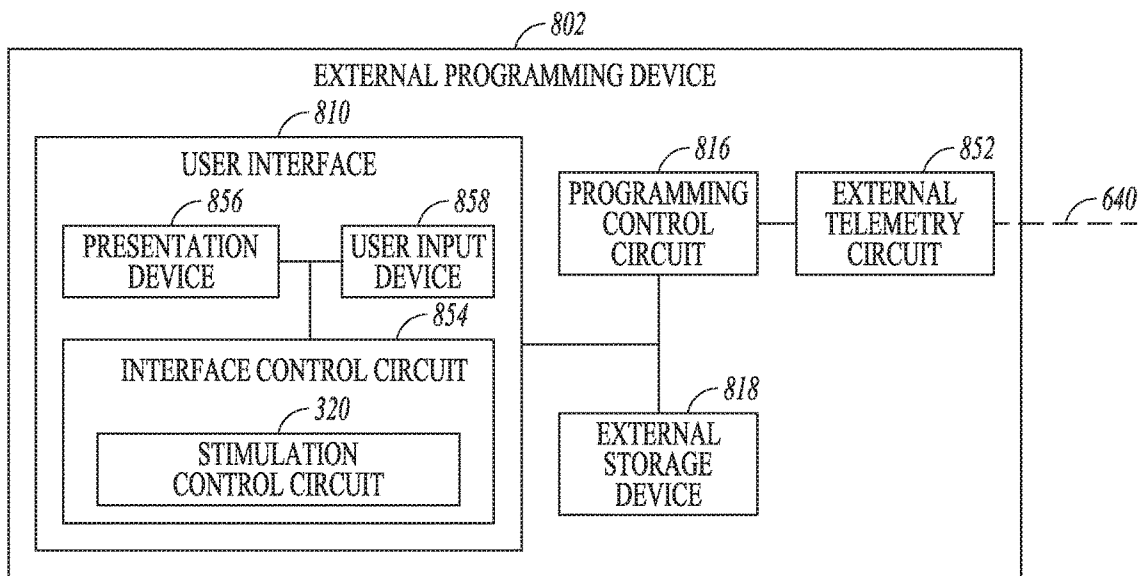 802
EXTERNAL PROGRAMMING DEVICE
810
USER INTERFACE
856
PRESENTATION
DEVICE
858
USER INPUT
DEVICE
854
INTERFACE CONTROL CIRCUIT
320
STIMULATION
CONTROL CIRCUIT
816
PROGRAMMING
CONTROL
CIRCUIT
852
EXTERNAL
TELEMETRY
CIRCUIT
640
818
EXTERNAL
STORAGE
DEVICE